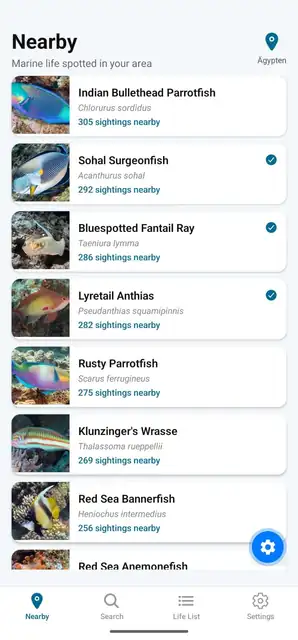 Nearby
Marine life spotted in your area
Ägypten
Indian Bullethead Parrotfish
Chlorurus sordidus
305 sightings nearby
Sohal Surgeonfish
Acanthurus sohal
292 sightings nearby
Bluespotted Fantail Ray
Taeniura lymma
286 sightings nearby
Lyretail Anthias
Pseudanthias squamipinnis
282 sightings nearby
Rusty Parrotfish
Scarus ferrugineus
275 sightings nearby
Klunzinger's Wrasse
Thalassoma rueppellii
269 sightings nearby
Red Sea Bannerfish
Heniochus intermedius
256 sightings nearby
Red Sea Anemonefish
Nearby
Search
Life List
Settings